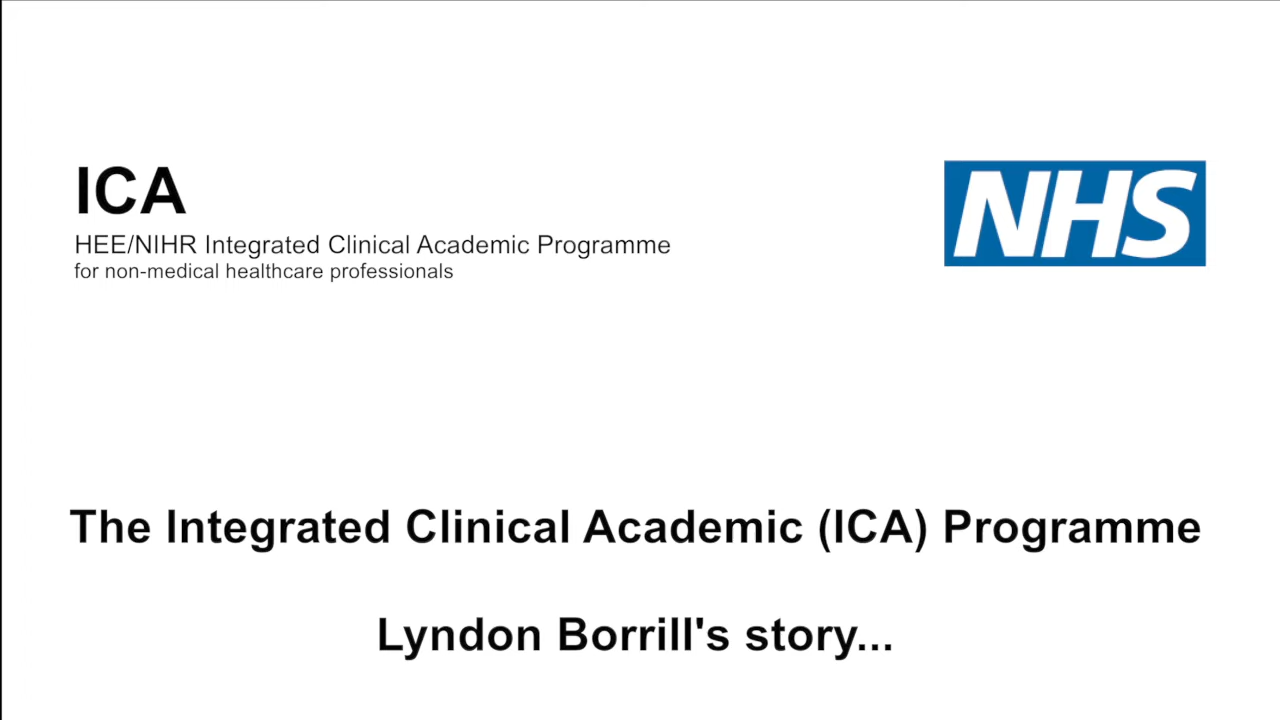 ICA
HEE/NIHR Integrated Clinical Academic Programme
for non-medical healthcare professionals
NHS
The Integrated Clinical Academic (ICA) Programme
Lyndon Borrill's story...